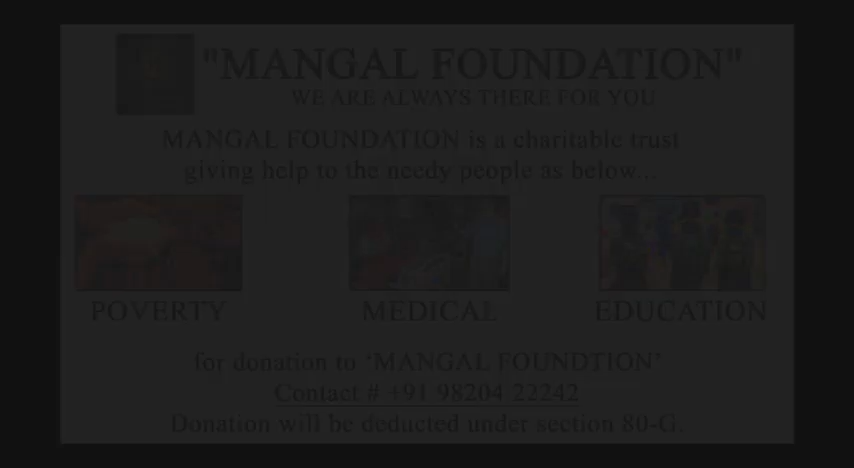 "MANGAL FOUNDATION"
WE ARE ALWAYS THERE FOR YOU
MANGAL FOUNDATION is a charitable trust
giving help to the needy people as below...
POVERTY MEDICAL EDUCATION
for donation to 'MANGAL FOUNDTION'
Contact # +91 98204 22242
Donation will be deducted under section 80-G.